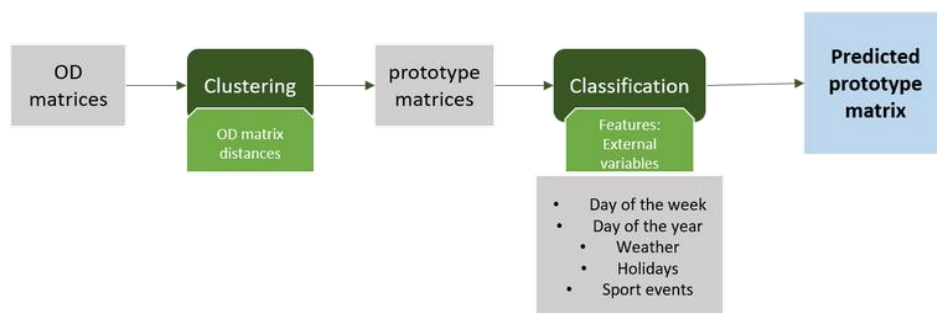 OD
matrices
Clustering
OD matrix
distances
prototype
matrices
Classification
Features:
External
variables
• Day of the week
• Day of the year
• Weather
• Holidays
• Sport events
Predicted
prototype
matrix